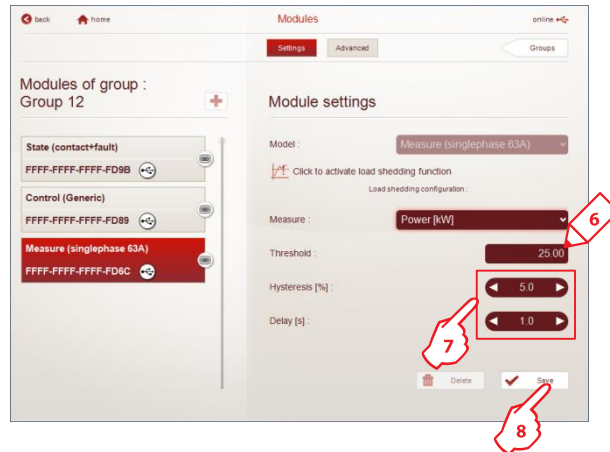 back home Modules online
Settings Advanced Groups
Modules of group :
Group 12
State (contact+fault)
FFFF-FFFF-FFFF-FD9B
Control (Generic)
FFFF-FFFF-FFFF-FD89
Measure (singlephase 63A)
FFFF-FFFF-FFFF-FD6C
Module settings
Model : Measure (singlephase 63A)
Click to activate load shedding function
Load shedding configuration :
Measure : Power [kW]
6
Threshold : 25.00
Hysteresis [%] : 5.0
Delay [s] : 1.0
7
Delete Save
8